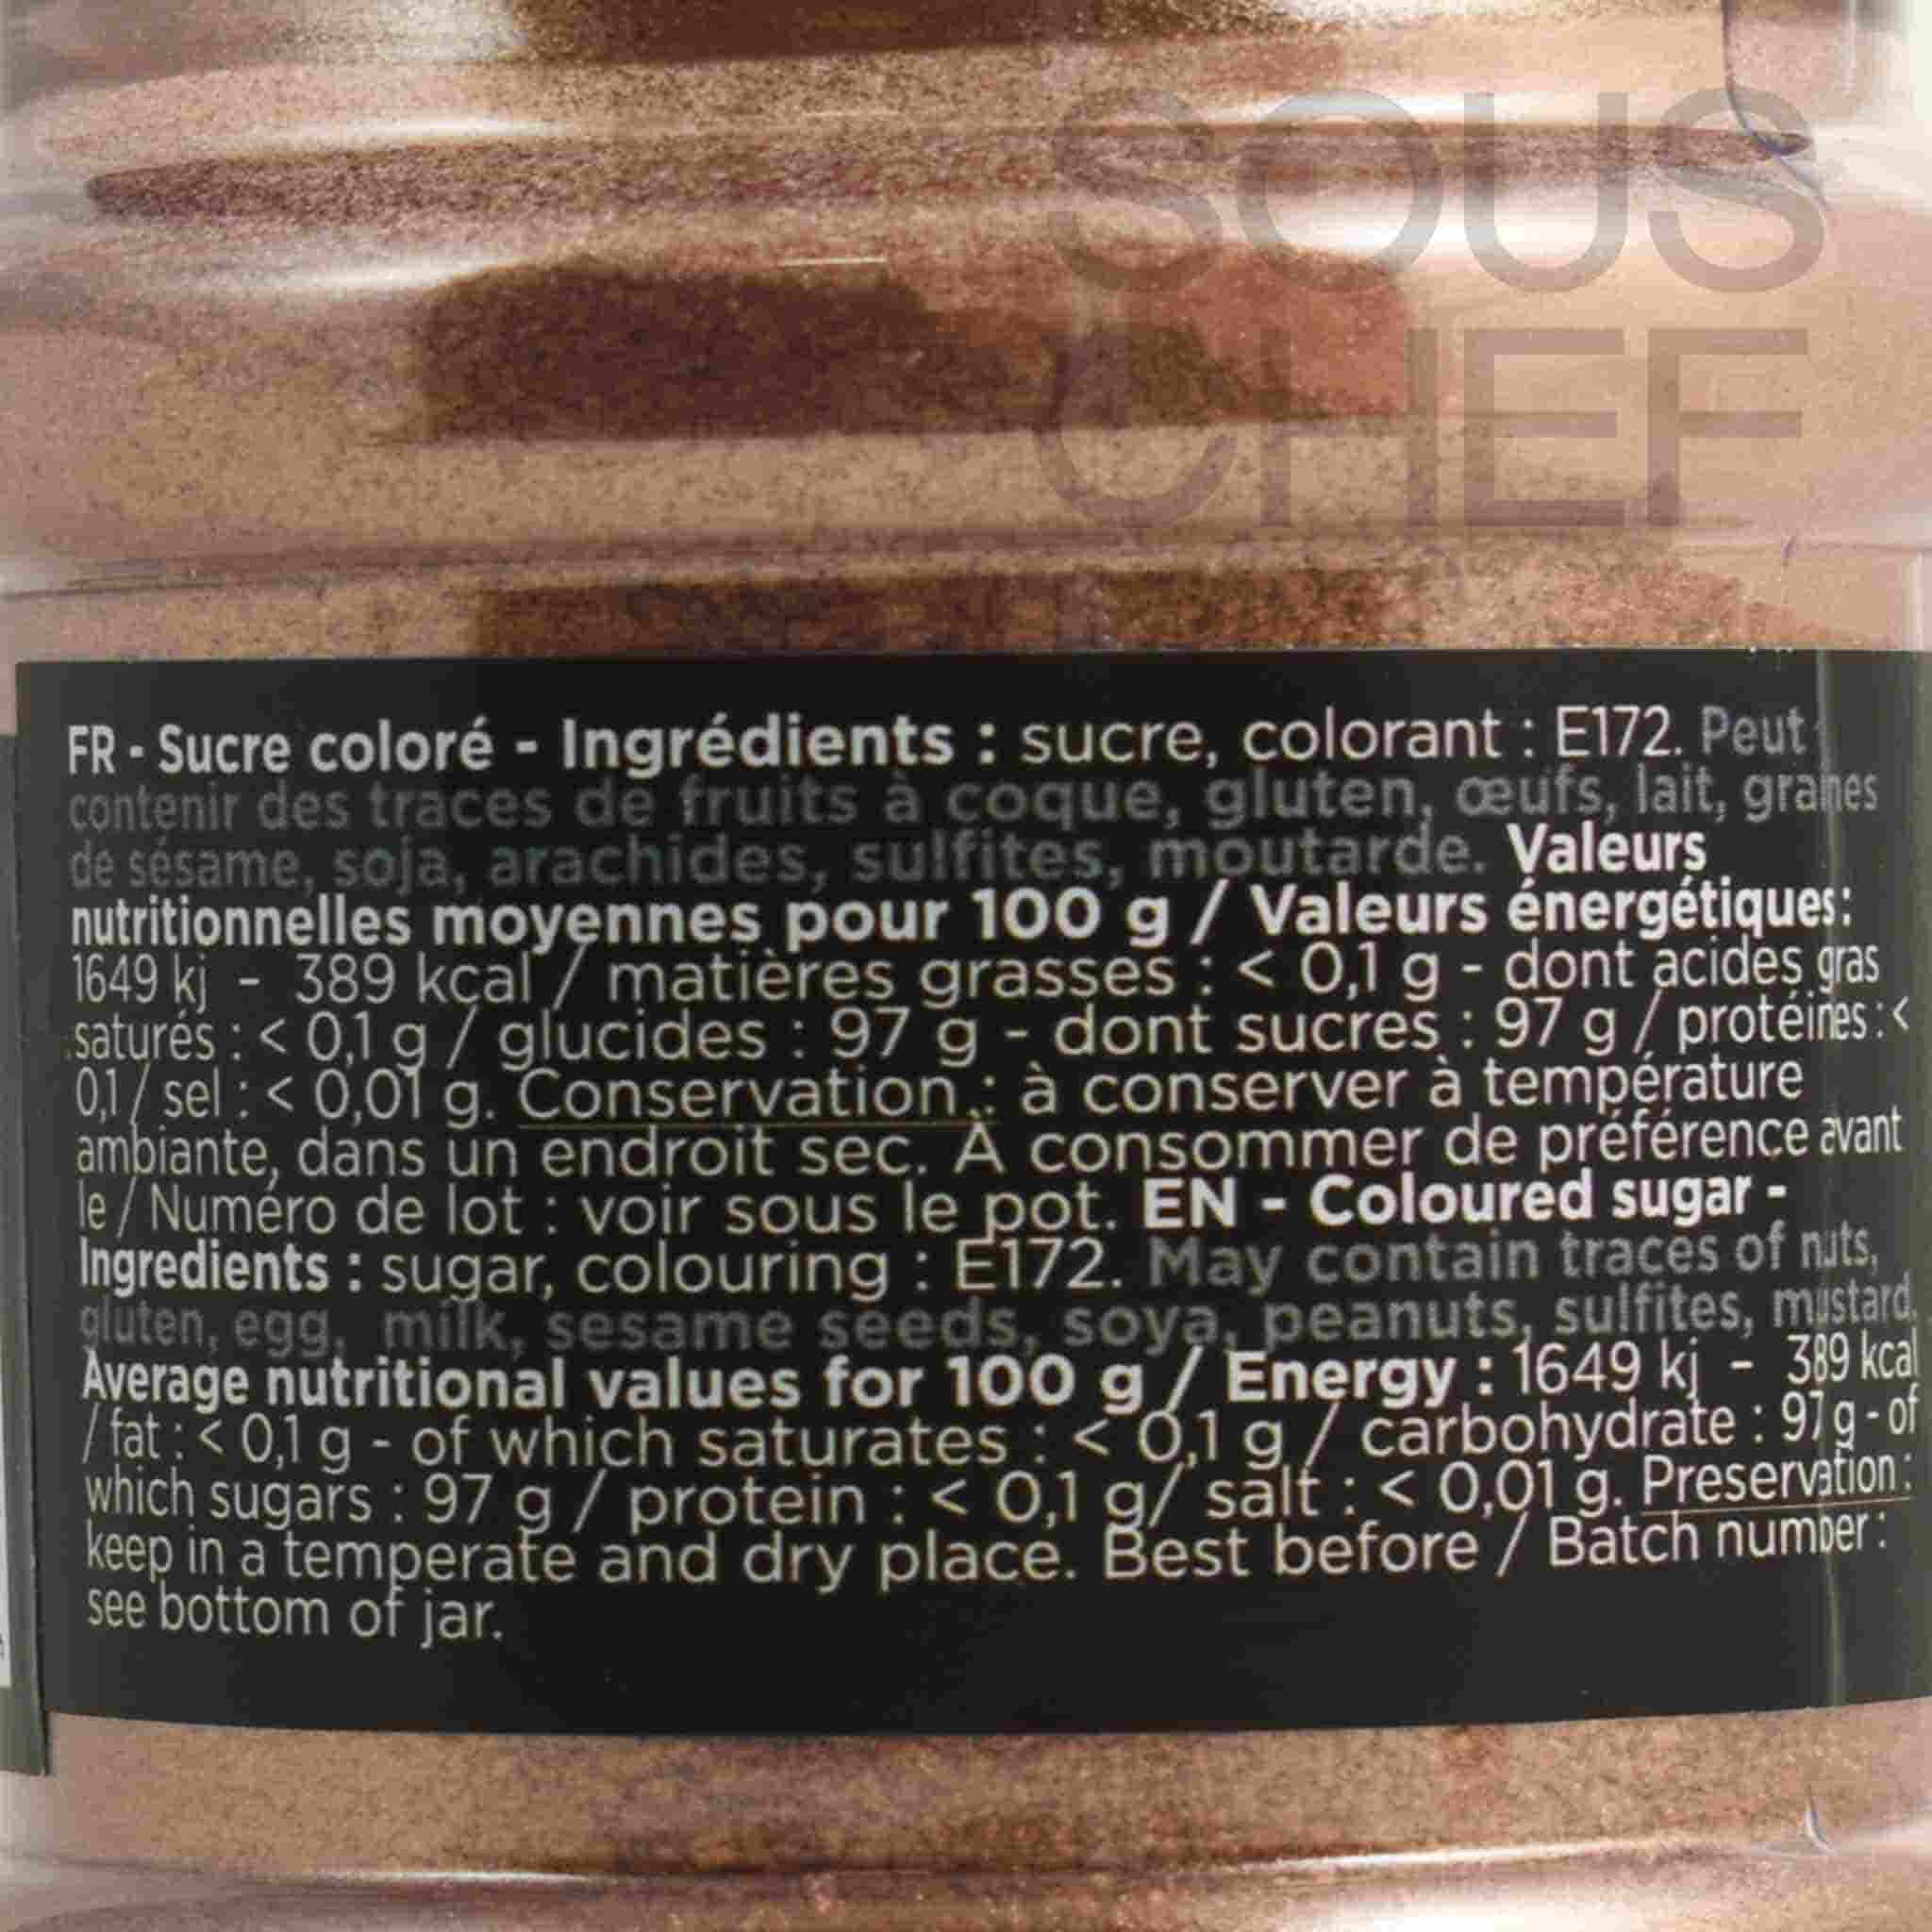 SOUS
CHEF
FR - Sucre coloré - Ingrédients : sucre, colorant : E172. Peut
contenir des traces de fruits à coque, gluten, œufs, lait, graines
de sésame, soja, arachides, sulfites, moutarde. Valeurs
nutritionnelles moyennes pour 100 g / Valeurs énergétiques:
1649 kj - 389 kcal / matières grasses : < 0,1 g - dont acides gras
saturés : < 0,1 g / glucides : 97 g - dont sucres : 97 g / protéines : <
0,1 / sel : < 0,01 g. Conservation : à conserver à température
ambiante, dans un endroit sec. À consommer de préférence avant
le / Numéro de lot : voir sous le pot. EN - Coloured sugar -
Ingredients : sugar, colouring : E172. May contain traces of nuts,
gluten, egg, milk, sesame seeds, soya, peanuts, sulfites, mustard.
Average nutritional values for 100 g / Energy : 1649 kj - 389 kcal
/ fat : < 0,1 g - of which saturates : < 0,1 g / carbohydrate : 97 g - of
which sugars : 97 g / protein : < 0,1 g/ salt : < 0,01 g. Preservation :
keep in a temperate and dry place. Best before / Batch number :
see bottom of jar.